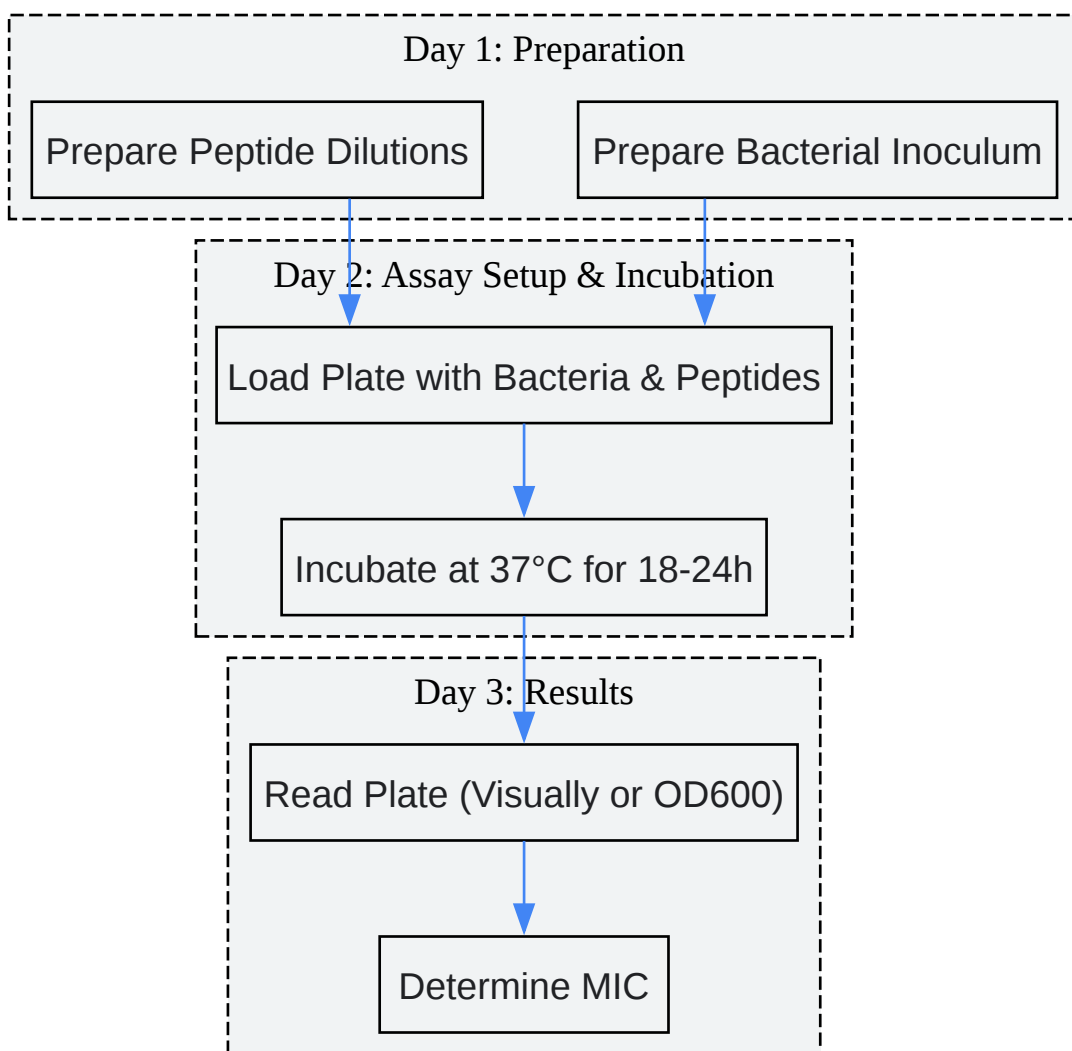 Day 1: Preparation
Prepare Peptide Dilutions
Prepare Bacterial Inoculum
Day 2: Assay Setup & Incubation
Load Plate with Bacteria & Peptides
Incubate at 37°C for 18-24h
Day 3: Results
Read Plate (Visually or OD600)
Determine MIC